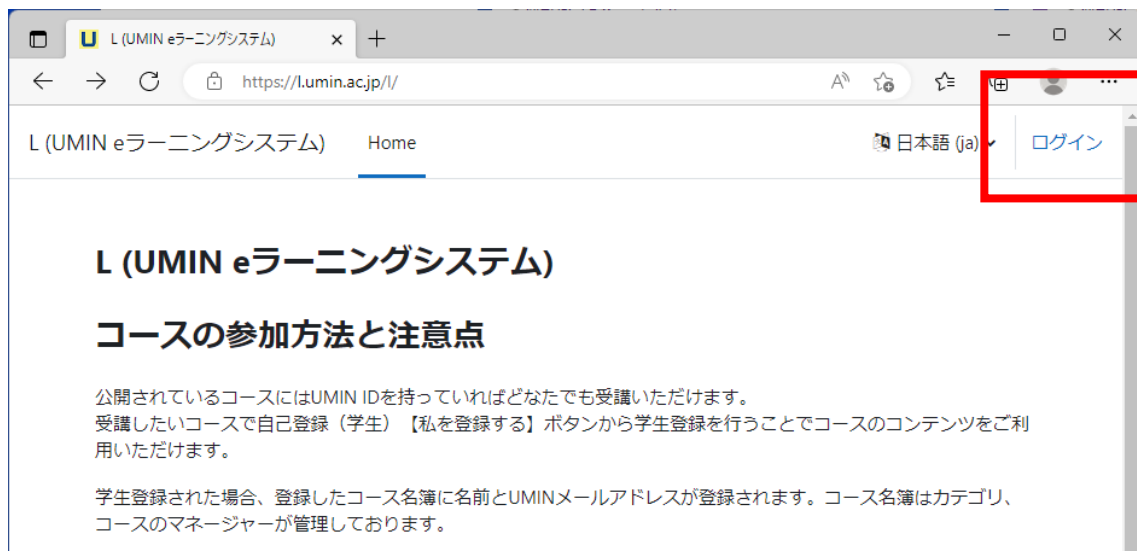 L (UMIN eラーニングシステム)
https://l.umin.ac.jp/l/
L (UMIN eラーニングシステム) Home 日本語 (ja) ログイン
L (UMIN eラーニングシステム)
コースの参加方法と注意点
公開されているコースにはUMIN IDを持っていればどなたでも受講いただけます。
受講したいコースで自己登録（学生）【私を登録する】ボタンから学生登録を行うことでコースのコンテンツをご利
用いただけます。
学生登録された場合、登録したコース名簿に名前とUMINメールアドレスが登録されます。コース名簿はカテゴリ、
コースのマネージャーが管理しております。